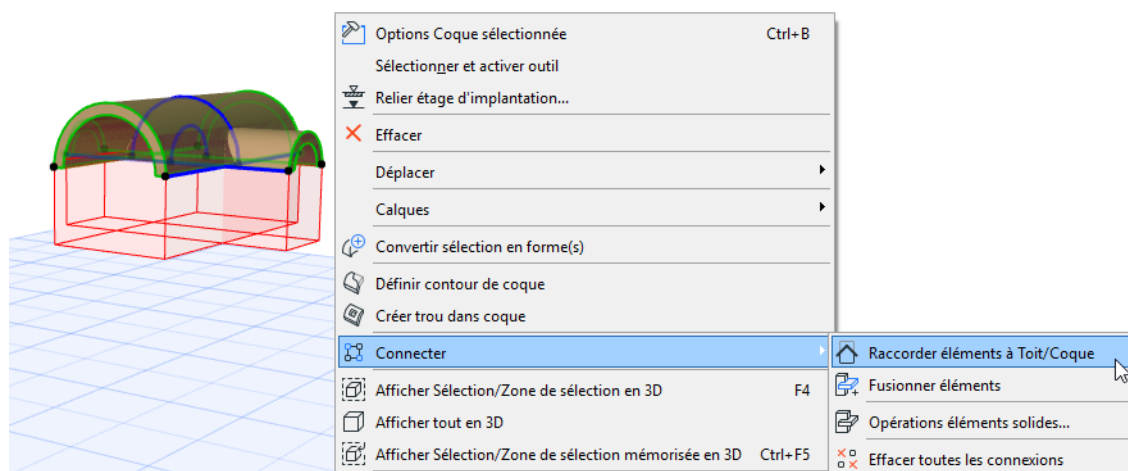 Options Coque sélectionnée Ctrl+B
Sélectionner et activer outil
Relier étage d'implantation...
Effacer
Déplacer
Calques
Convertir sélection en forme(s)
Définir contour de coque
Créer trou dans coque
Connecter
Raccorder éléments à Toit/Coque
Afficher Sélection/Zone de sélection en 3D F4
Fusionner éléments
Afficher tout en 3D
Opérations éléments solides...
Afficher Sélection/Zone de sélection mémorisée en 3D Ctrl+F5
Effacer toutes les connexions